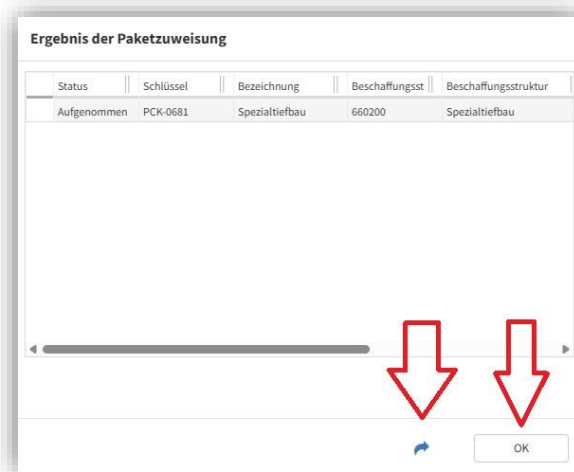 Ergebnis der Paketzuweisung
Status Schlüssel Bezeichnung Beschaffungsst Beschaffungsstruktur
Aufgenommen PCK-0681 Spezialtiefbau 660200 Spezialtiefbau
OK